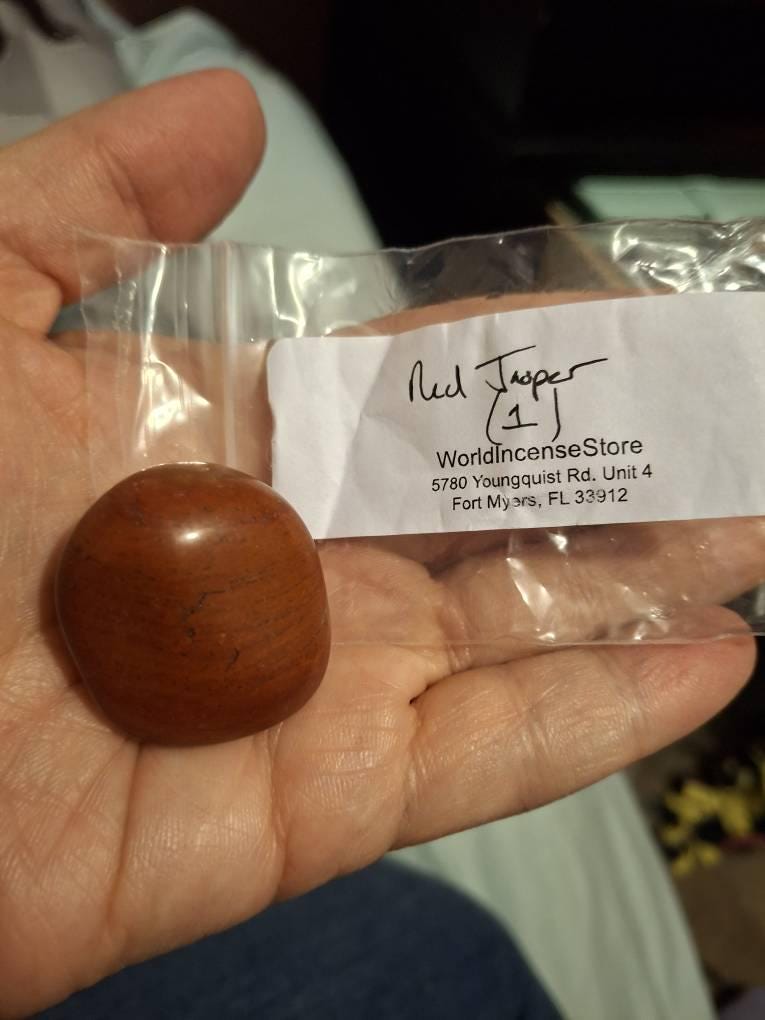 Red Jasper
(1)
WorldIncenseStore
5780 Youngquist Rd. Unit 4
Fort Myers, FL 33912